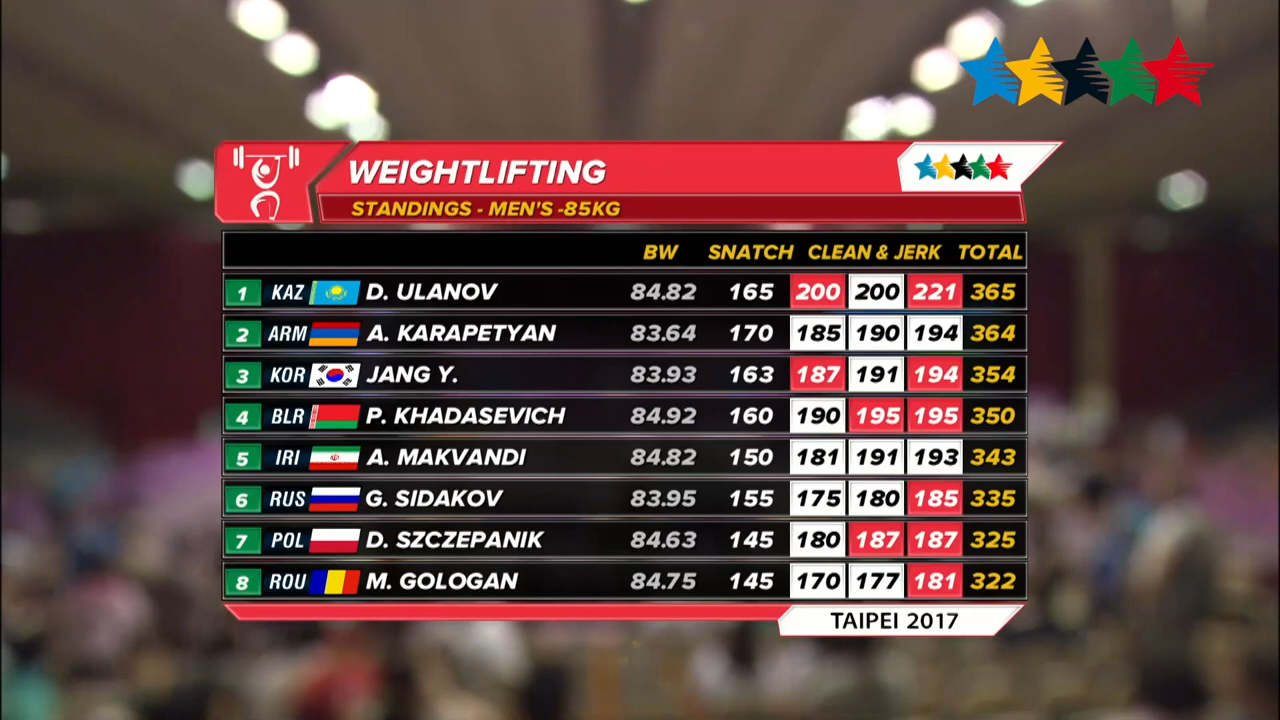 WEIGHTLIFTING
STANDINGS - MEN'S -85KG
BW SNATCH CLEAN & JERK TOTAL
1 KAZ D. ULANOV 84.82 165 200 200 221 365
2 ARM A. KARAPETYAN 83.64 170 185 190 194 364
3 KOR JANG Y. 83.93 163 187 191 194 354
4 BLR P. KHADASEVICH 84.92 160 190 195 195 350
5 IRI A. MAKVANDI 84.82 150 181 191 193 343
6 RUS G. SIDAKOV 83.95 155 175 180 185 335
7 POL D. SZCZEPANIK 84.63 145 180 187 187 325
8 ROU M. GOLOGAN 84.75 145 170 177 181 322
TAIPEI 2017